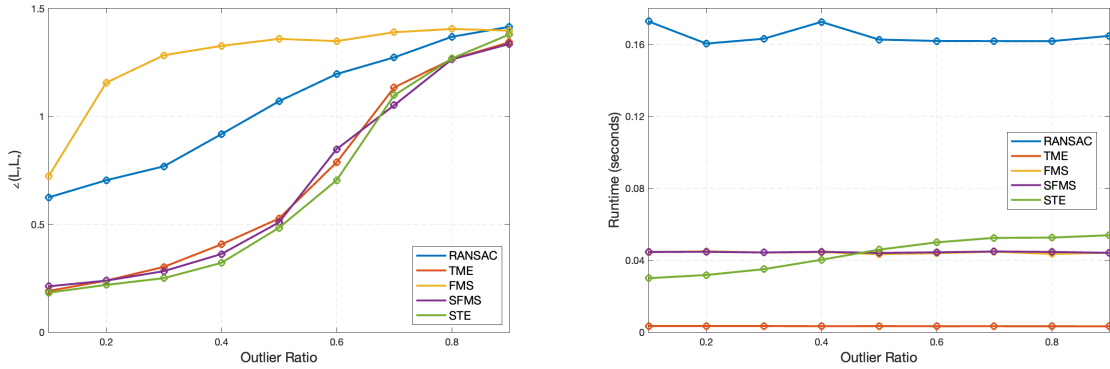 1.5
1
0.5
0
∠(L,L*)
0.2
0.4
0.6
0.8
Outlier Ratio
RANSAC
TME
FMS
SFMS
STE
0.16
0.12
0.08
0.04
0
Runtime (seconds)
0.2
0.4
0.6
0.8
Outlier Ratio
RANSAC
TME
FMS
SFMS
STE